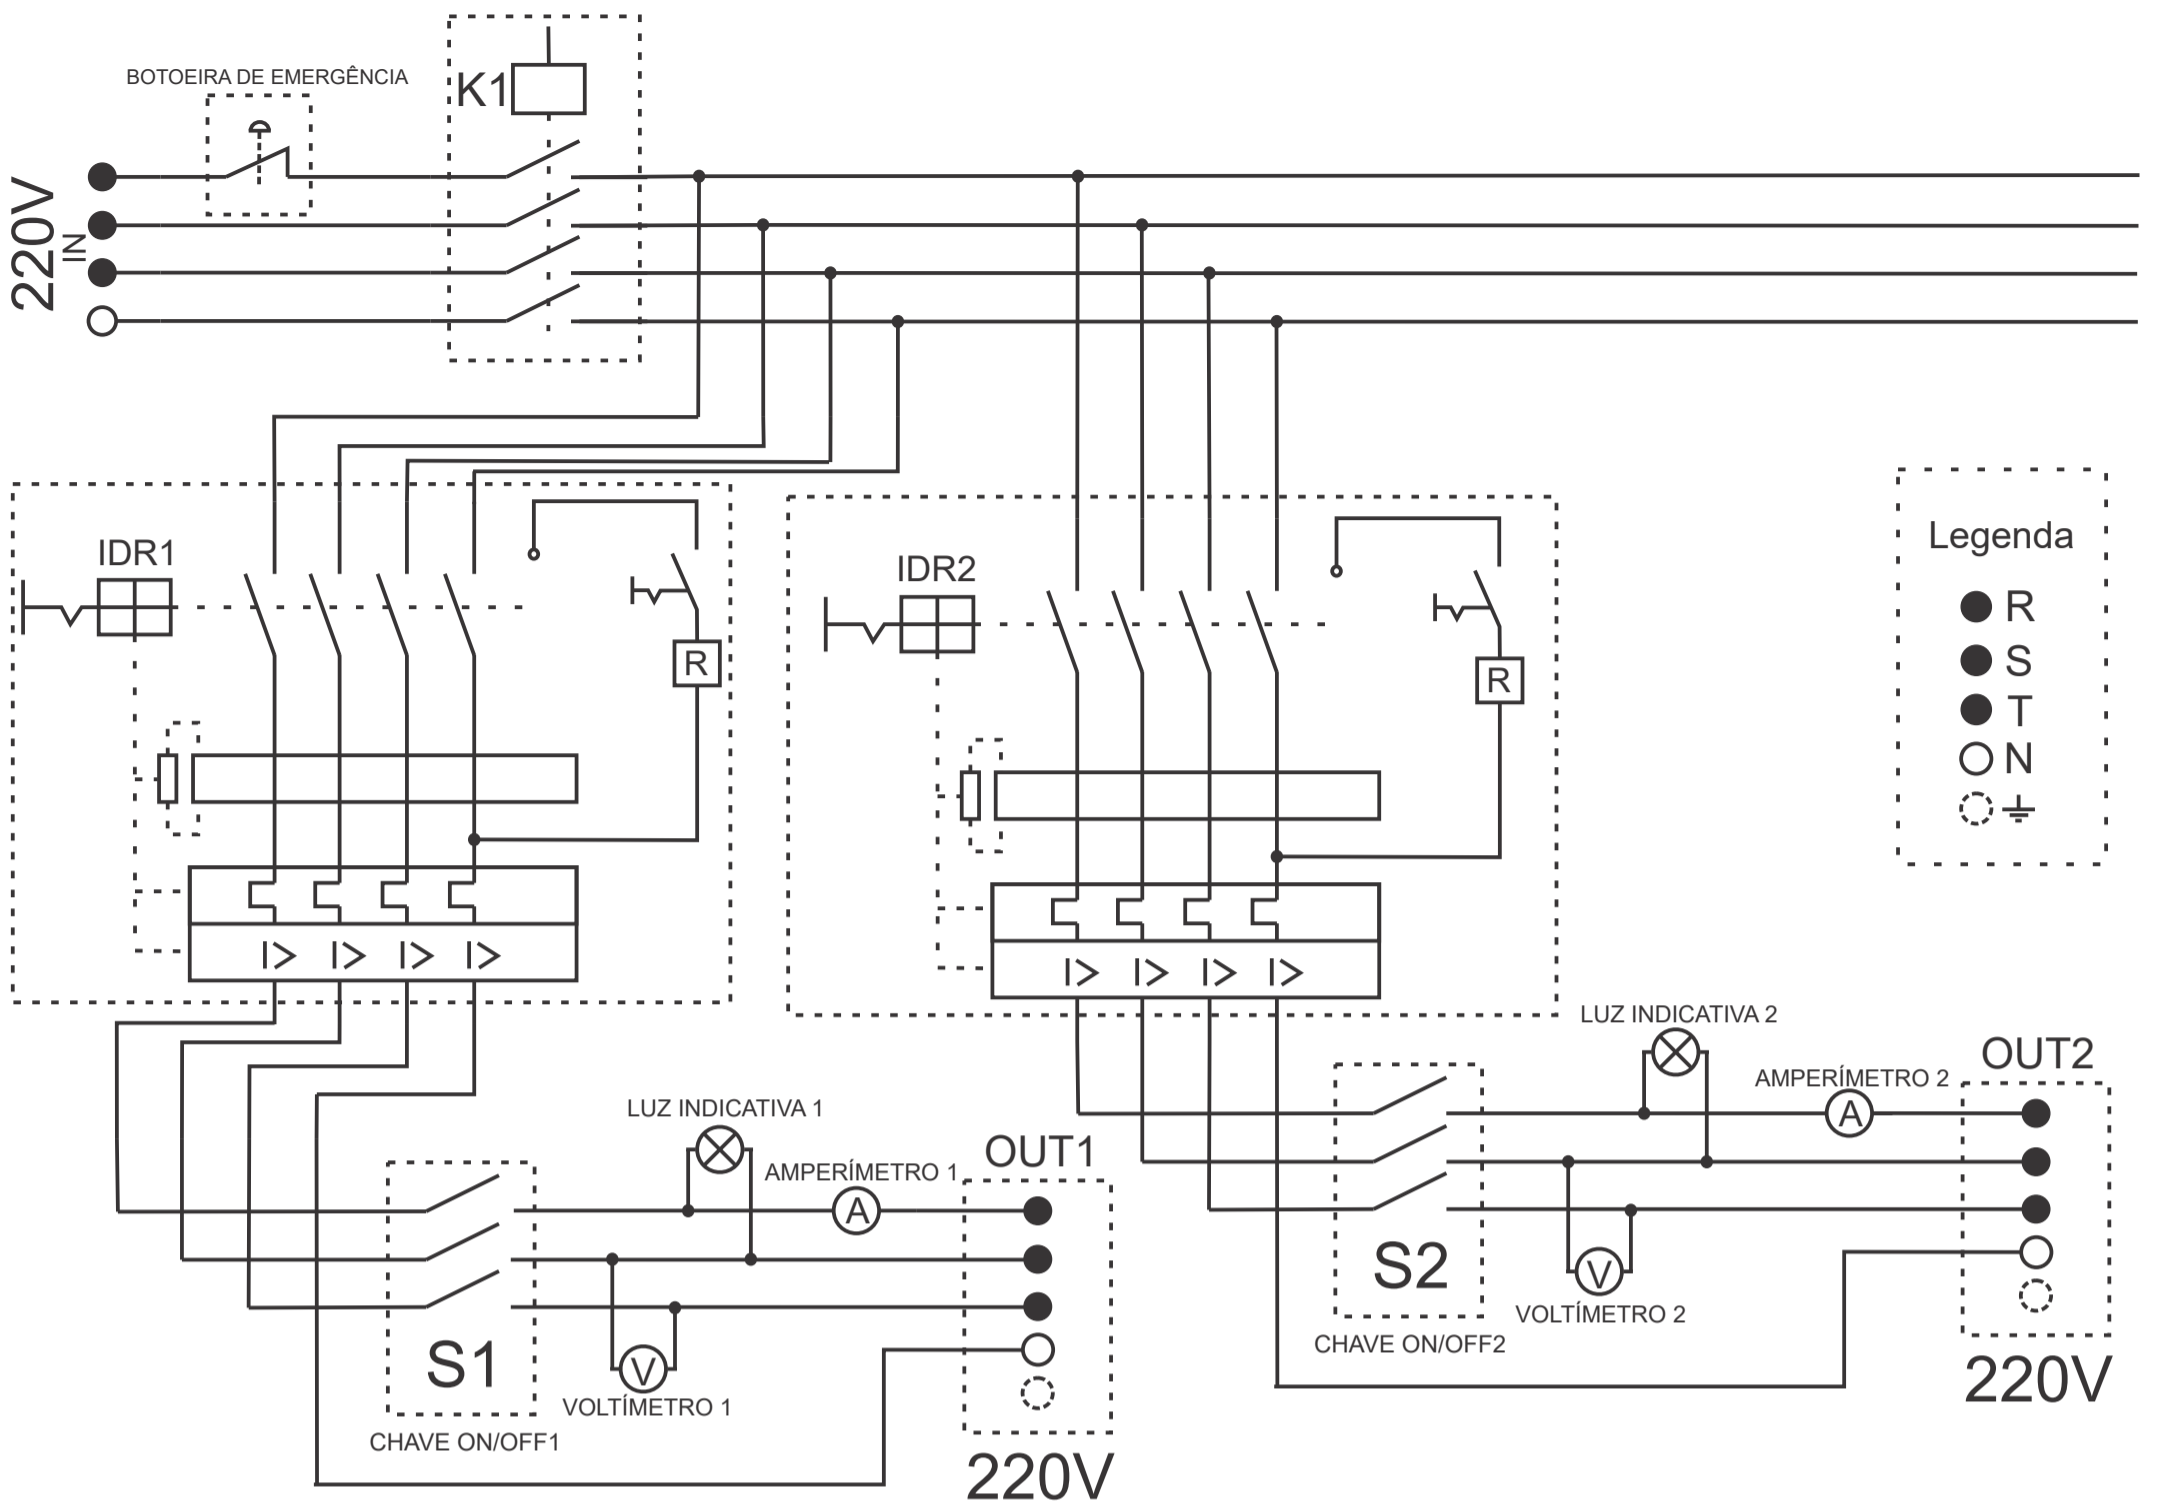 BOTOEIRA DE EMERGÊNCIA
K1
220V
IN
IDR1
R
I>
I>
I>
I>
IDR2
R
I>
I>
I>
I>
Legenda
R
S
T
N
LUZ INDICATIVA 1
AMPERÍMETRO 1
A
OUT1
S1
V
VOLTÍMETRO 1
CHAVE ON/OFF1
220V
LUZ INDICATIVA 2
AMPERÍMETRO 2
A
OUT2
S2
V
VOLTÍMETRO 2
CHAVE ON/OFF2
220V